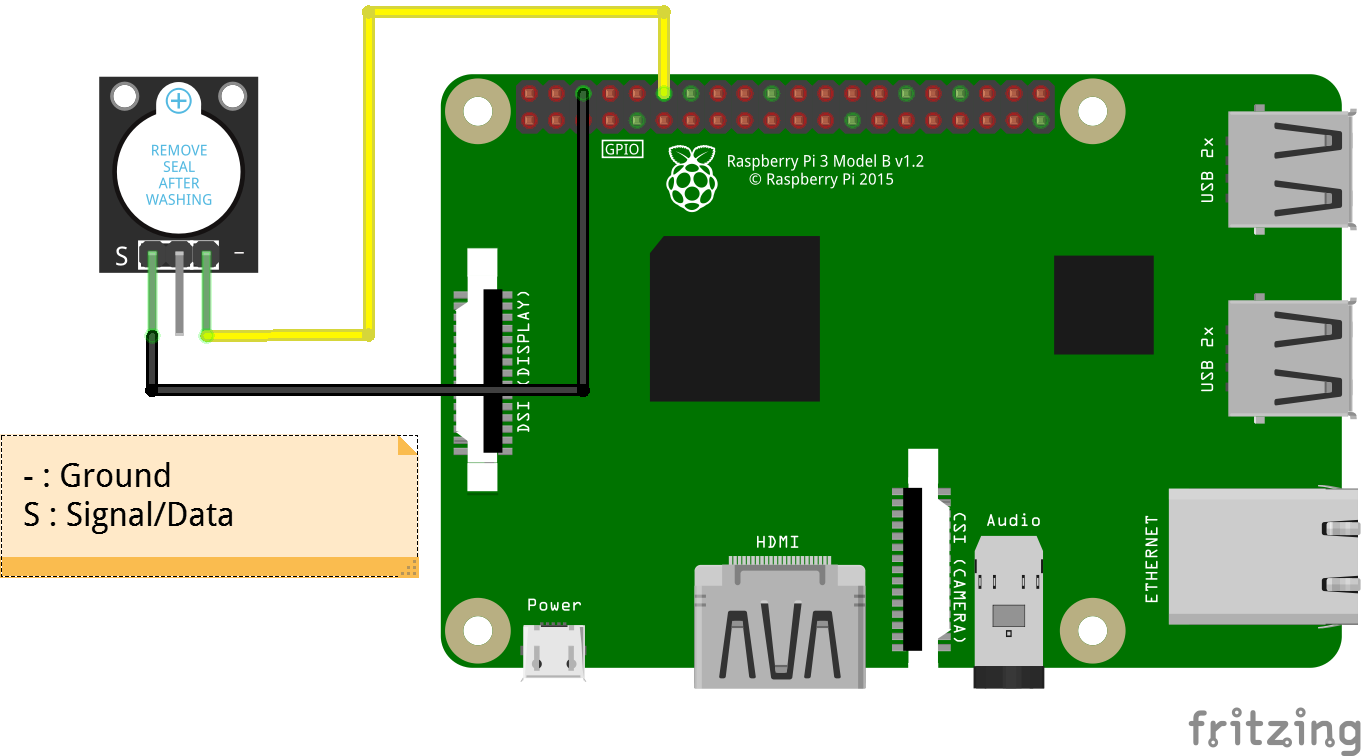 REMOVE
SEAL
AFTER
WASHING
S
-
- : Ground
S : Signal/Data
GPIO
Raspberry Pi 3 Model B v1.2
© Raspberry Pi 2015
USB 2x
USB 2x
DSI (DISPLAY)
Power
HDMI
CSI (CAMERA)
Audio
ETHERNET
fritzing